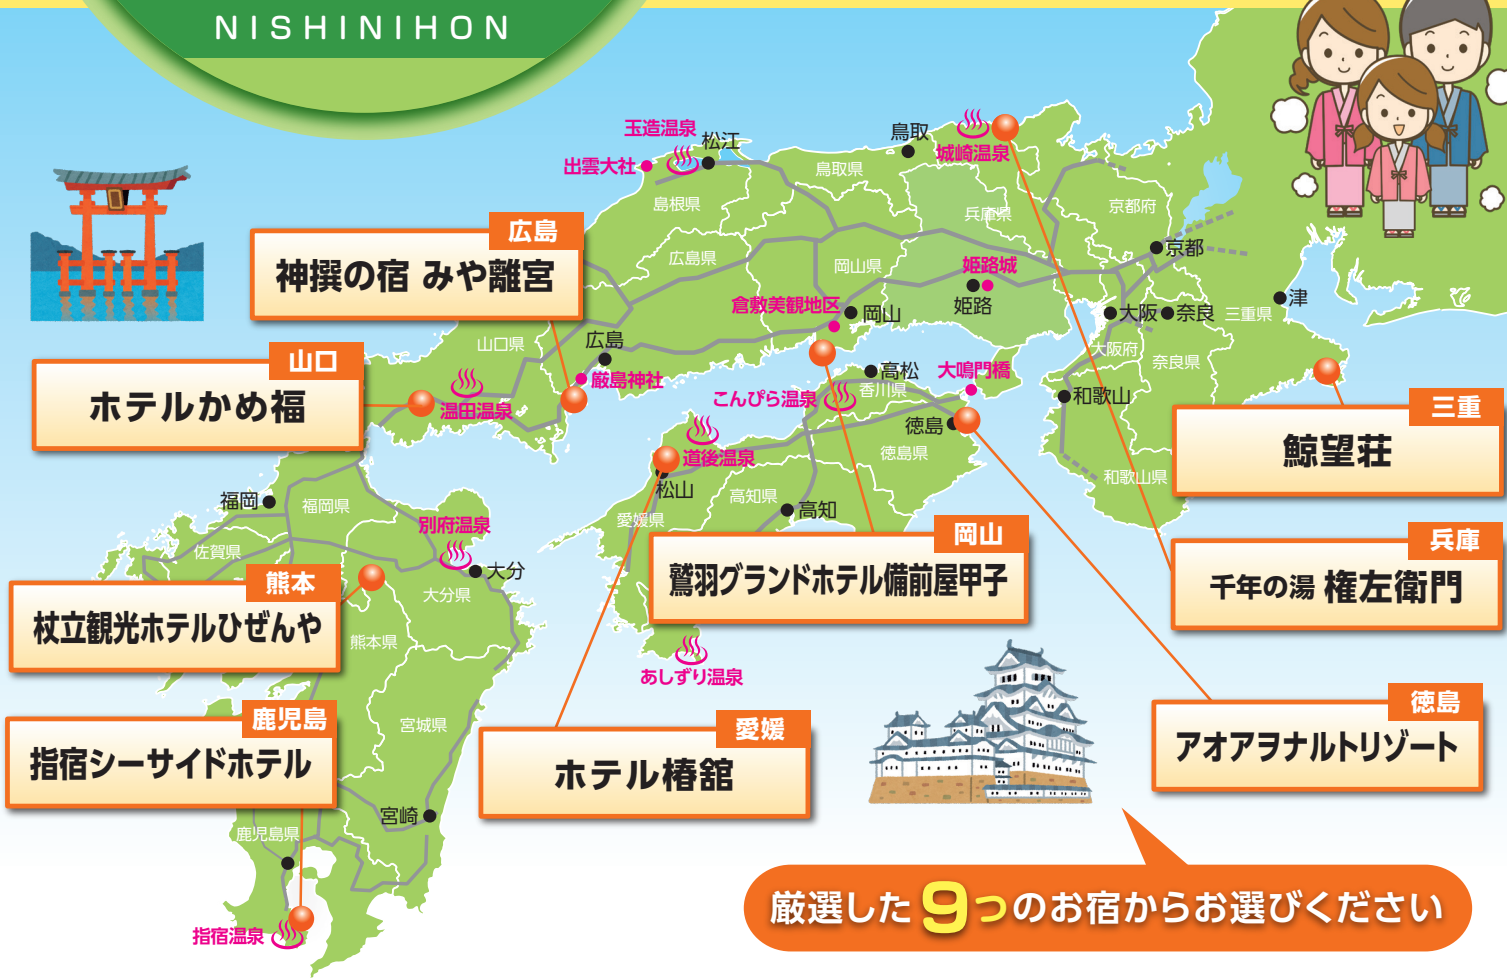 NISHINIHON
玉造温泉
松江
出雲大社
島根県
鳥取
鳥取県
城崎温泉
兵庫県
京都府
京都
広島
神撰の宿 みや離宮
広島県
岡山県
姫路城
姫路
倉敷美観地区
岡山
大阪
奈良
三重県
津
大阪府
奈良県
山口県
広島
厳島神社
山口
ホテルかめ福
温田温泉
高松
香川県
こんぴら温泉
大鳴門橋
徳島
徳島県
和歌山
和歌山県
三重
鯨望荘
道後温泉
松山
愛媛県
高知県
高知
福岡
福岡県
佐賀県
別府温泉
大分
大分県
岡山
鷲羽グランドホテル備前屋甲子
兵庫
千年の湯 権左衛門
熊本
杖立観光ホテルひぜんや
熊本県
あしずり温泉
鹿児島
指宿シーサイドホテル
宮城県
愛媛
ホテル椿舘
徳島
アオアヲナルトリゾート
宮崎
鹿児島県
指宿温泉
厳選した9つのお宿からお選びください